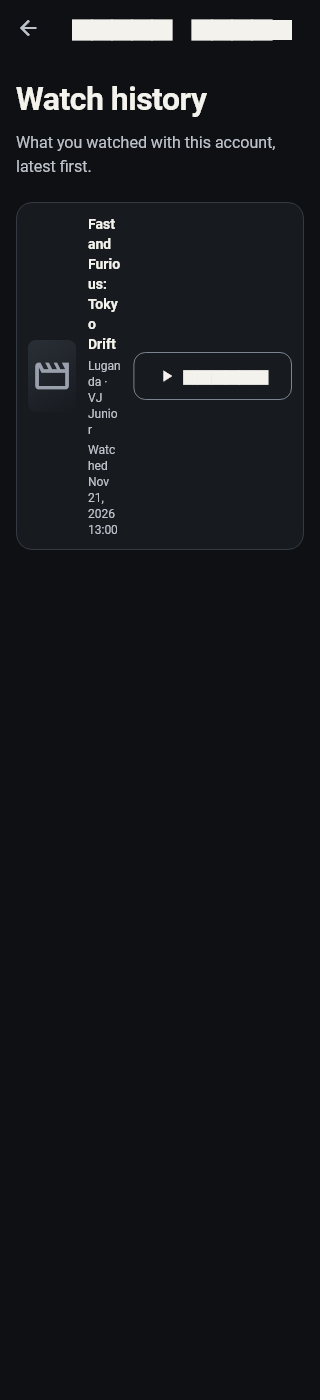 Watch history
What you watched with this account,
latest first.
Fast
and
Furio
us:
Toky
o
Drift
Lugan
da ·
VJ
Junio
r
Watc
hed
Nov
21,
2026
13:00